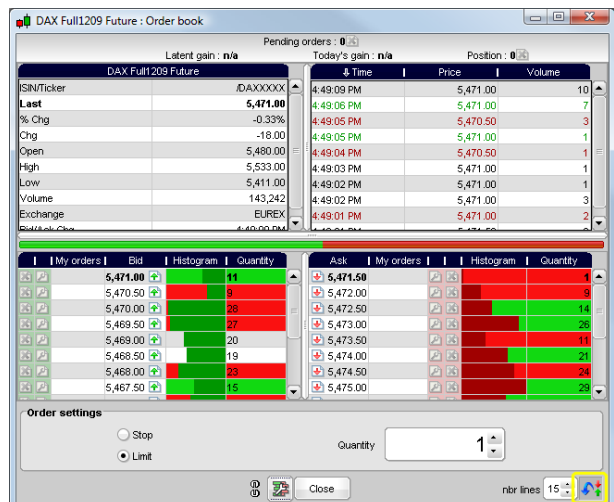 DAX Full1209 Future : Order book
Pending orders : 0
Latent gain : n/a Today's gain : n/a Position : 0
DAX Full1209 Future
ISIN/Ticker /DAXXXXX
Last 5,471.00
% Chg -0.33%
Chg -18.00
Open 5,480.00
High 5,533.00
Low 5,411.00
Volume 143,242
Exchange EUREX
Time Price Volume
4:49:09 PM 5,471.00 10
4:49:06 PM 5,471.00 7
4:49:05 PM 5,470.50 3
4:49:05 PM 5,471.00 1
4:49:04 PM 5,470.50 1
4:49:03 PM 5,471.00 1
4:49:02 PM 5,471.00 1
4:49:02 PM 5,471.00 3
4:49:01 PM 5,471.00 2
My orders Bid Histogram Quantity
5,471.00 11
5,470.50 9
5,470.00 28
5,469.50 27
5,469.00 20
5,468.50 19
5,468.00 23
5,467.50 15
Ask My orders Histogram Quantity
5,471.50 1
5,472.00 9
5,472.50 14
5,473.00 26
5,473.50 11
5,474.00 21
5,474.50 24
5,475.00 29
Order settings
Stop
Limit
Quantity 1
Close
nbr lines 15